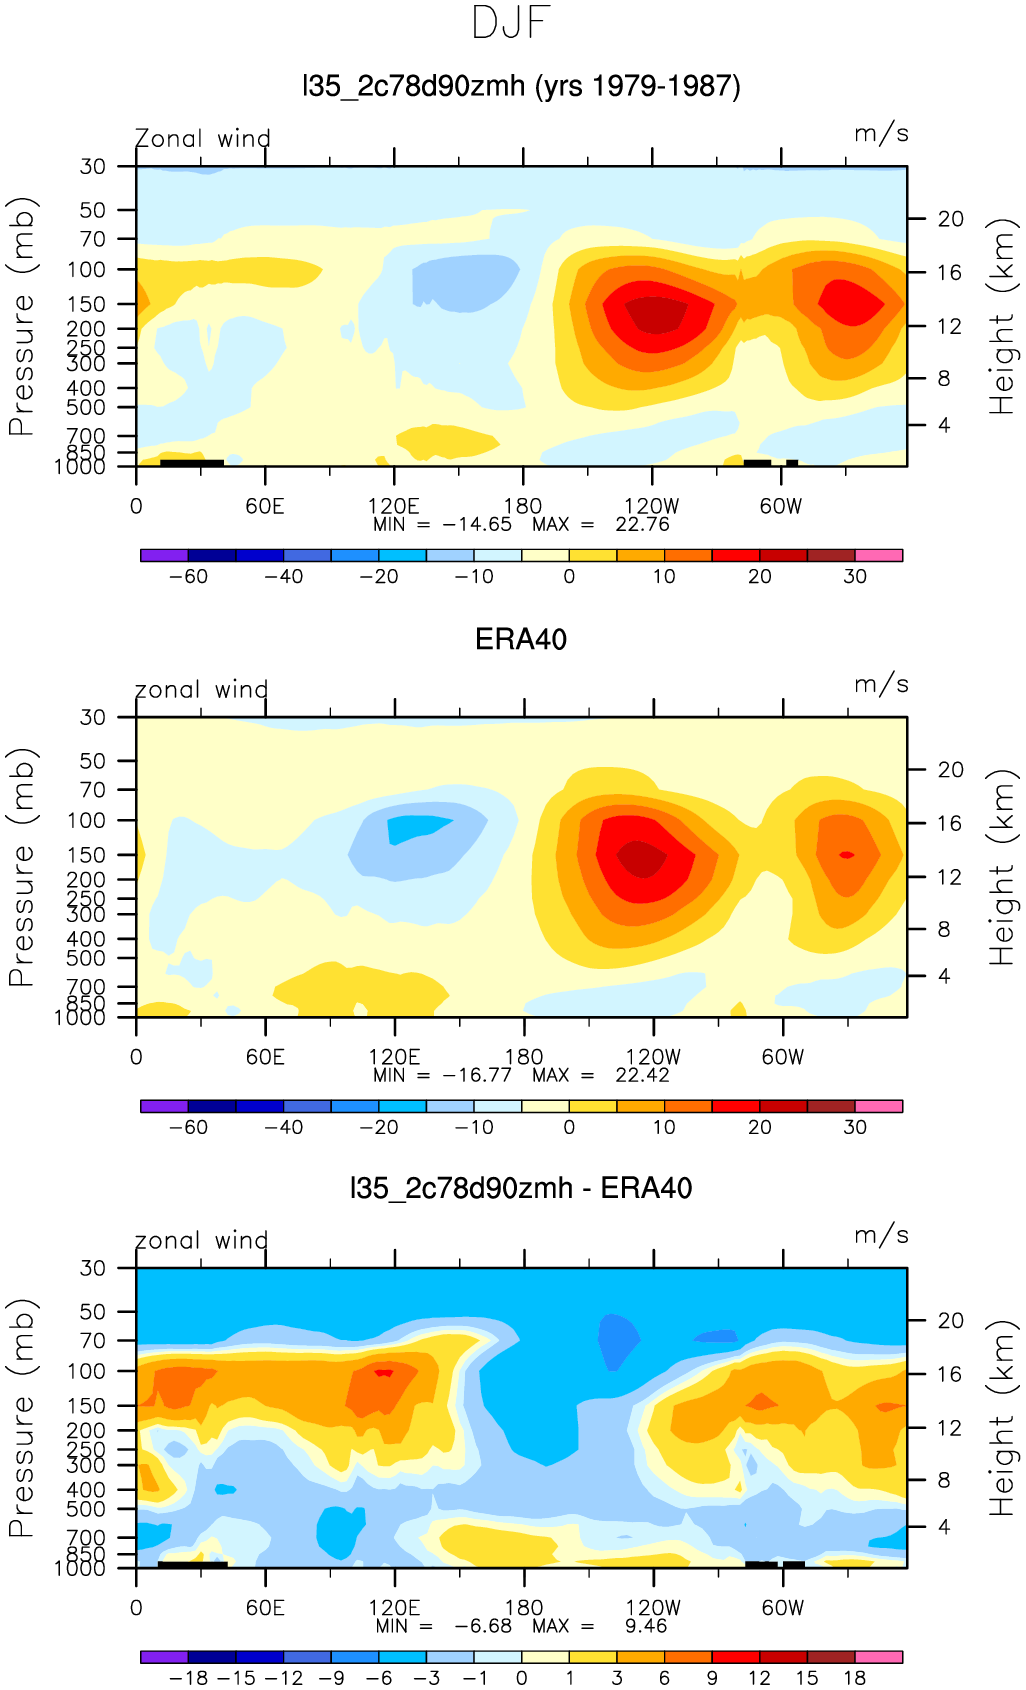 DJF
l35_2c78d90zmh (yrs 1979-1987)
Zonal wind m/s
30
50
70
100
150
200
250
300
400
500
700
850
1000
Pressure (mb)
20
16
12
8
4
Height (km)
0 60E 120E 180 120W 60W
MIN = -14.65 MAX = 22.76
-60 -40 -20 -10 0 10 20 30
ERA40
zonal wind m/s
30
50
70
100
150
200
250
300
400
500
700
850
1000
Pressure (mb)
20
16
12
8
4
Height (km)
0 60E 120E 180 120W 60W
MIN = -16.77 MAX = 22.42
-60 -40 -20 -10 0 10 20 30
l35_2c78d90zmh - ERA40
zonal wind m/s
30
50
70
100
150
200
250
300
400
500
700
850
1000
Pressure (mb)
20
16
12
8
4
Height (km)
0 60E 120E 180 120W 60W
MIN = -6.68 MAX = 9.46
-18 -15 -12 -9 -6 -3 -1 0 1 3 6 9 12 15 18